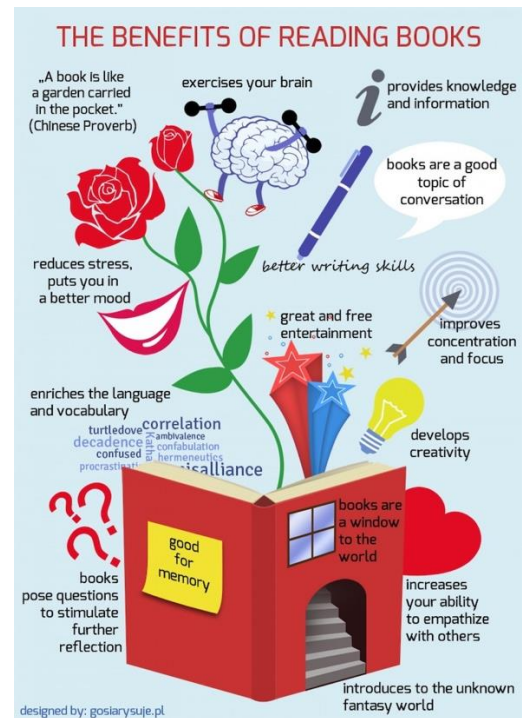 THE BENEFITS OF READING BOOKS
„A book is like
a garden carried
in the pocket.”
(Chinese Proverb)
exercises your brain
provides knowledge
and information
books are a good
topic of
conversation
reduces stress,
puts you in
a better mood
better writing skills
great and free
entertainment
improves
concentration
and focus
enriches the language
and vocabulary
correlation
turtledove
ambivalence
decadence
Katha
confabulation
confused
hermeneutics
develops
creativity
books are
a window
to the
world
good
for
memory
books
pose questions
to stimulate
further
reflection
increases
your ability
to empathize
with others
introduces to the unknown
fantasy world
designed by: gosiarysuje.pl